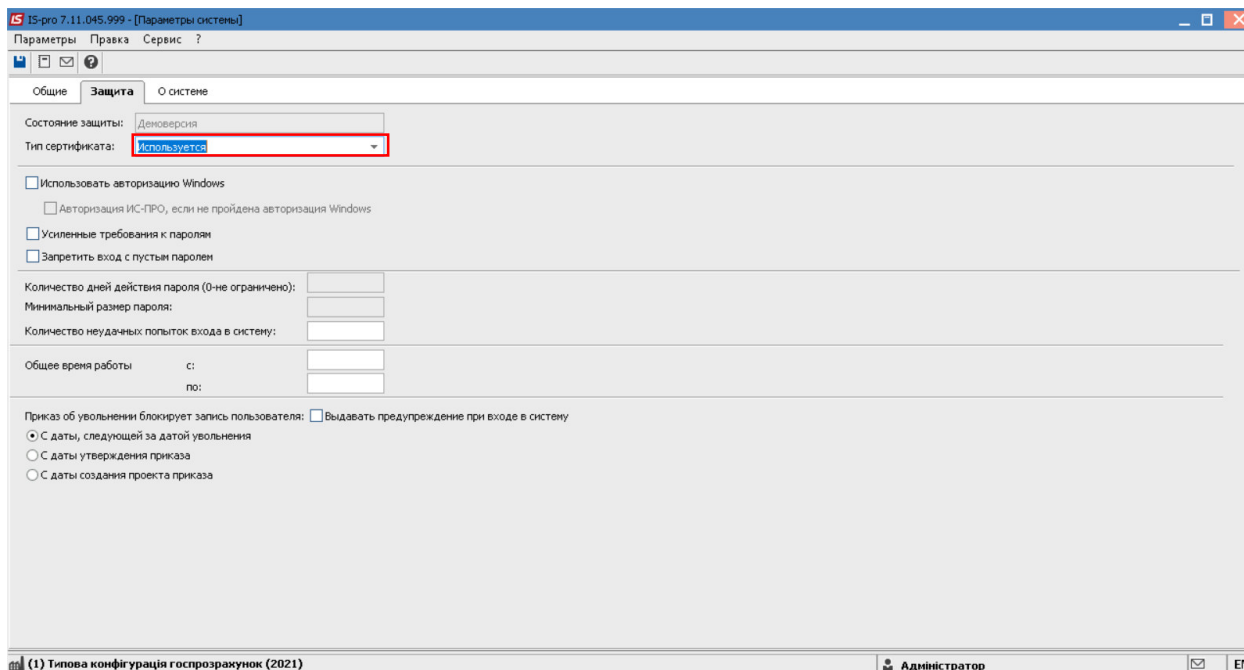 IS-pro 7.11.045.999 - [Параметры системы]
Параметры Правка Сервис ?
Общие Защита О системе
Состояние защиты: Демоверсия
Тип сертификата: Используется
Использовать авторизацию Windows
Авторизация ИС-ПРО, если не пройдена авторизация Windows
Усиленные требования к паролям
Запретить вход с пустым паролем
Количество дней действия пароля (0-не ограничено):
Минимальный размер пароля:
Количество неудачных попыток входа в систему:
Общее время работы с:
по:
Приказ об увольнении блокирует запись пользователя: Выдавать предупреждение при входе в систему
С даты, следующей за датой увольнения
С даты утверждения приказа
С даты создания проекта приказа
(1) Типова конфігурація госпрозрахунок (2021) Адміністратор